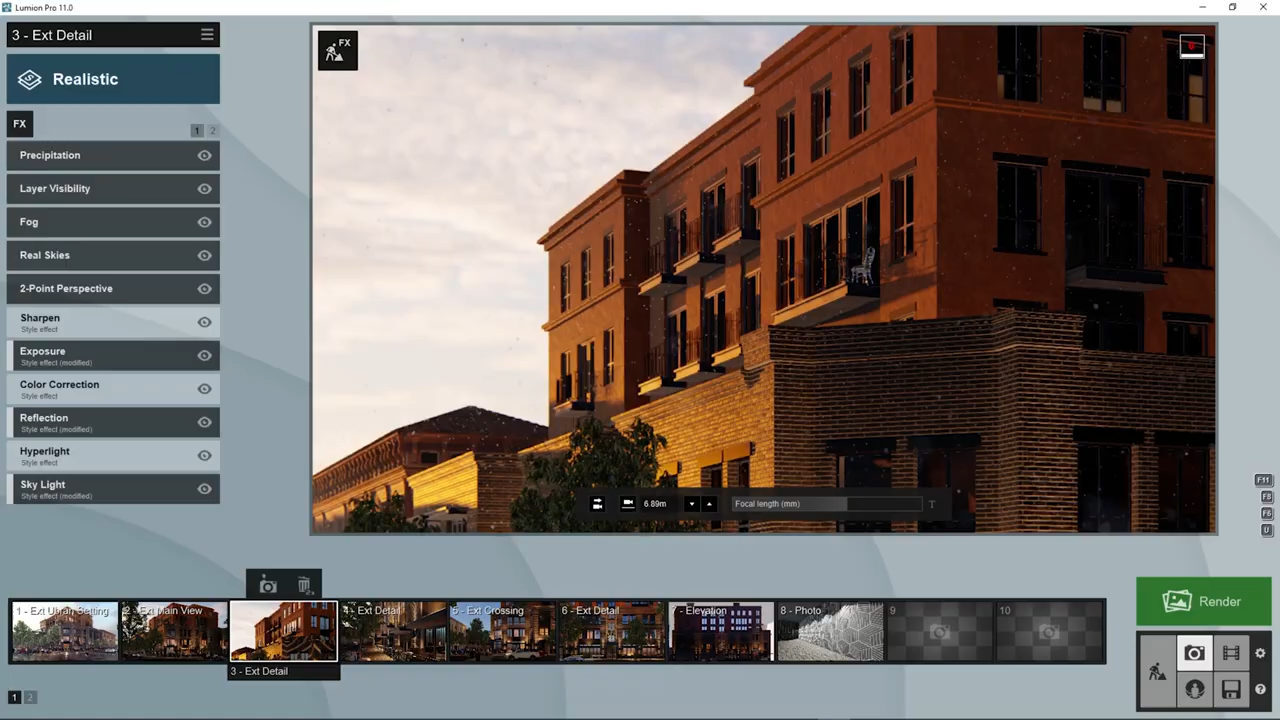 Lumion Pro 11.0
3 - Ext Detail
Realistic
FX
1 2
Precipitation
Layer Visibility
Fog
Real Skies
2-Point Perspective
Sharpen
Style effect
Exposure
Style effect (modified)
Color Correction
Style effect
Reflection
Style effect (modified)
Hyperlight
Style effect
Sky Light
Style effect (modified)
FX
6.89m
Focal length (mm)
T
F11
F8
F6
U
1 - Ext Urban Setting
2 - Ext Main View
4 - Ext Detail
5 - Ext Crossing
6 - Ext Detail
7 - Elevation
8 - Photo
9
10
3 - Ext Detail
1 2
Render
?